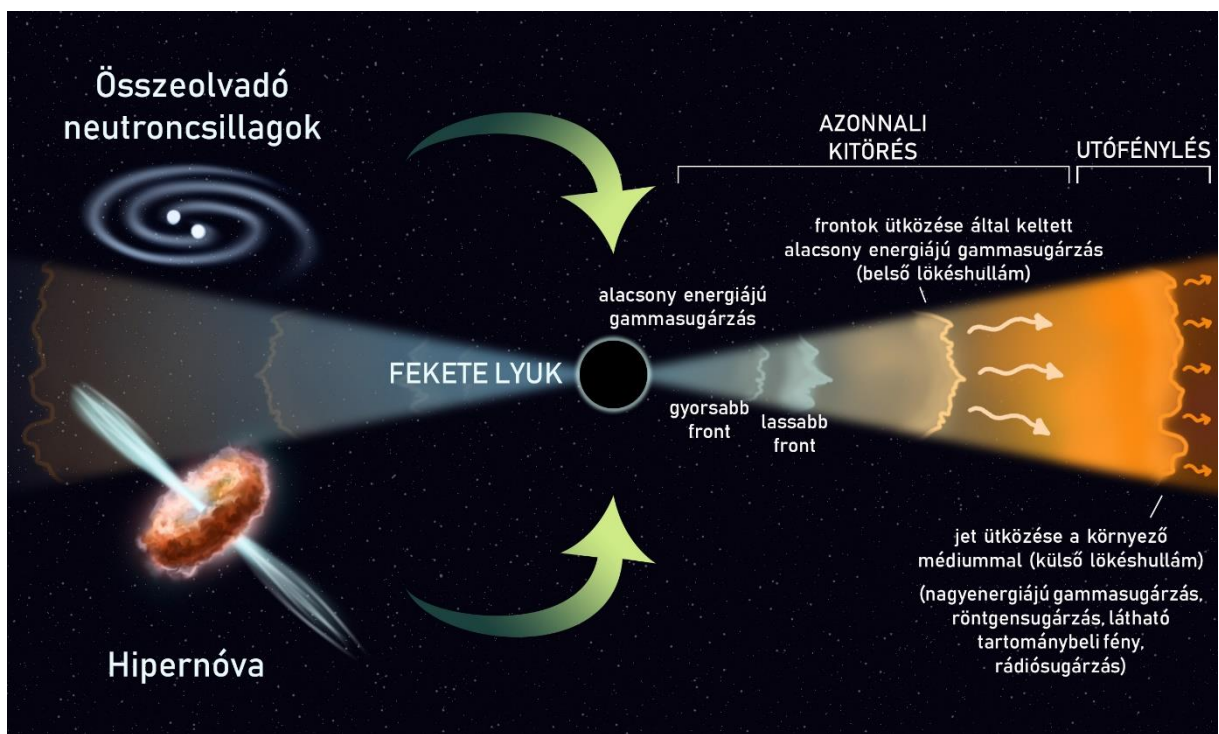 Összeolvadó
neutroncsillagok
AZONNALI
KITÖRÉS
UTÓFÉNYLÉS
frontok ütközése által keltett
alacsony energiájú gammasugárzás
(belső lökéshullám)
alacsony energiájú
gammasugárzás
FEKETE LYUK
gyorsabb
front
lassabb
front
jet ütközése a környező
médiummal (külső lökéshullám)
(nagyenergiájú gammasugárzás,
röntgensugárzás, látható
tartománybeli fény,
rádiósugárzás)
Hipernóva